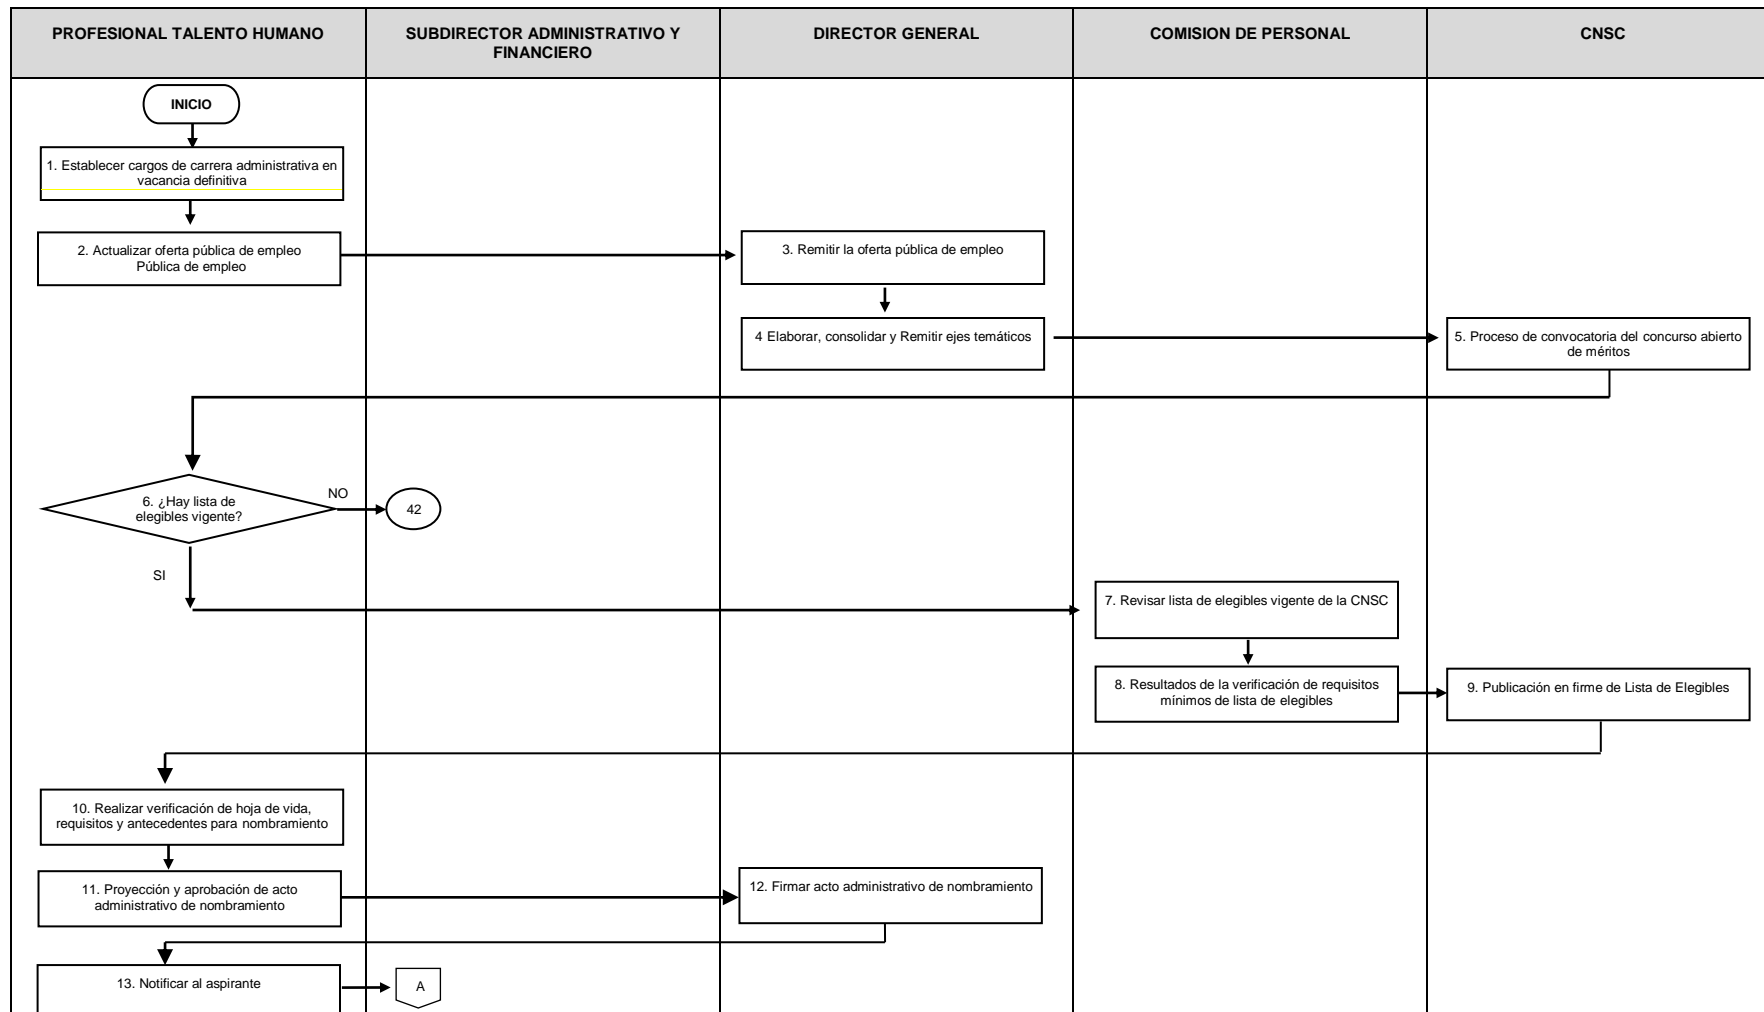 PROFESIONAL TALENTO HUMANO
SUBDIRECTOR ADMINISTRATIVO Y
FINANCIERO
DIRECTOR GENERAL
COMISION DE PERSONAL
CNSC
INICIO
1. Establecer cargos de carrera administrativa en
vacancia definitiva
2. Actualizar oferta pública de empleo
Pública de empleo
3. Remitir la oferta pública de empleo
4 Elaborar, consolidar y Remitir ejes temáticos
5. Proceso de convocatoria del concurso abierto
de méritos
6. ¿Hay lista de
elegibles vigente?
NO
42
SI
7. Revisar lista de elegibles vigente de la CNSC
8. Resultados de la verificación de requisitos
mínimos de lista de elegibles
9. Publicación en firme de Lista de Elegibles
10. Realizar verificación de hoja de vida,
requisitos y antecedentes para nombramiento
11. Proyección y aprobación de acto
administrativo de nombramiento
12. Firmar acto administrativo de nombramiento
13. Notificar al aspirante
A